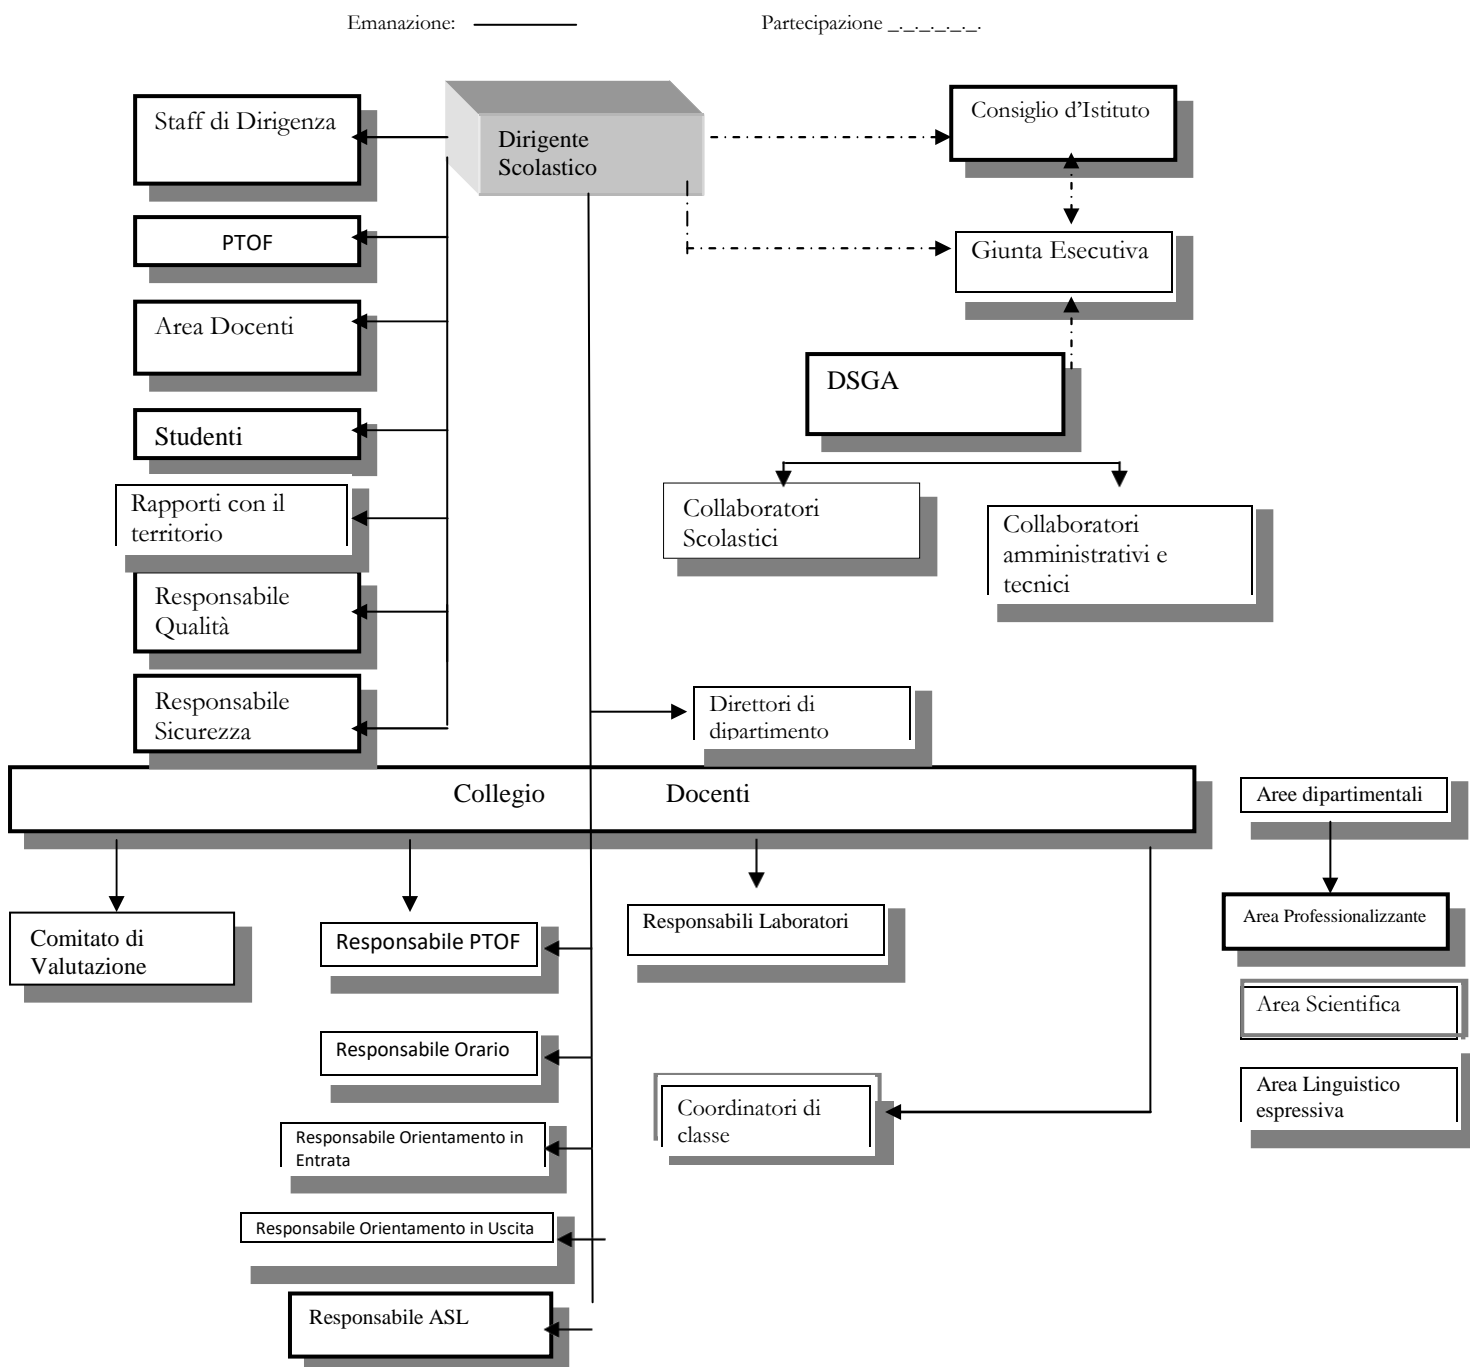 Emanazione:
Partecipazione _._._._._._.
Staff di Dirigenza
Dirigente
Scolastico
Consiglio d'Istituto
PTOF
Giunta Esecutiva
Area Docenti
DSGA
Studenti
Rapporti con il
territorio
Collaboratori
Scolastici
Collaboratori
amministrativi e
tecnici
Responsabile
Qualità
Responsabile
Sicurezza
Direttori di
dipartimento
Collegio Docenti
Aree dipartimentali
Comitato di
Valutazione
Responsabile PTOF
Responsabili Laboratori
Area Professionalizzante
Area Scientifica
Responsabile Orario
Area Linguistico
espressiva
Coordinatori di
classe
Responsabile Orientamento in
Entrata
Responsabile Orientamento in Uscita
Responsabile ASL